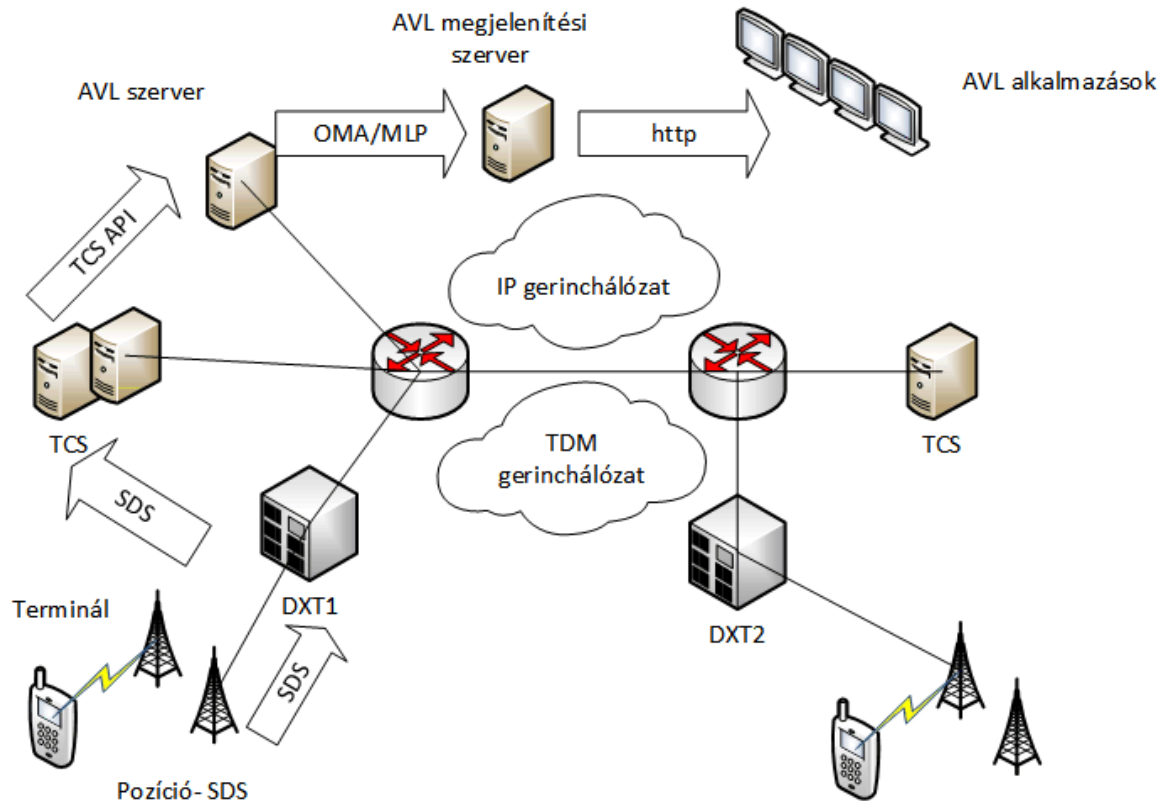 AVL megjelenítési
szerver
AVL szerver
AVL alkalmazások
OMA/MLP
http
TCS API
IP gerinchálózat
TCS
TCS
TDM
gerinchálózat
SDS
DXT1
DXT2
Terminál
SDS
Pozíció- SDS